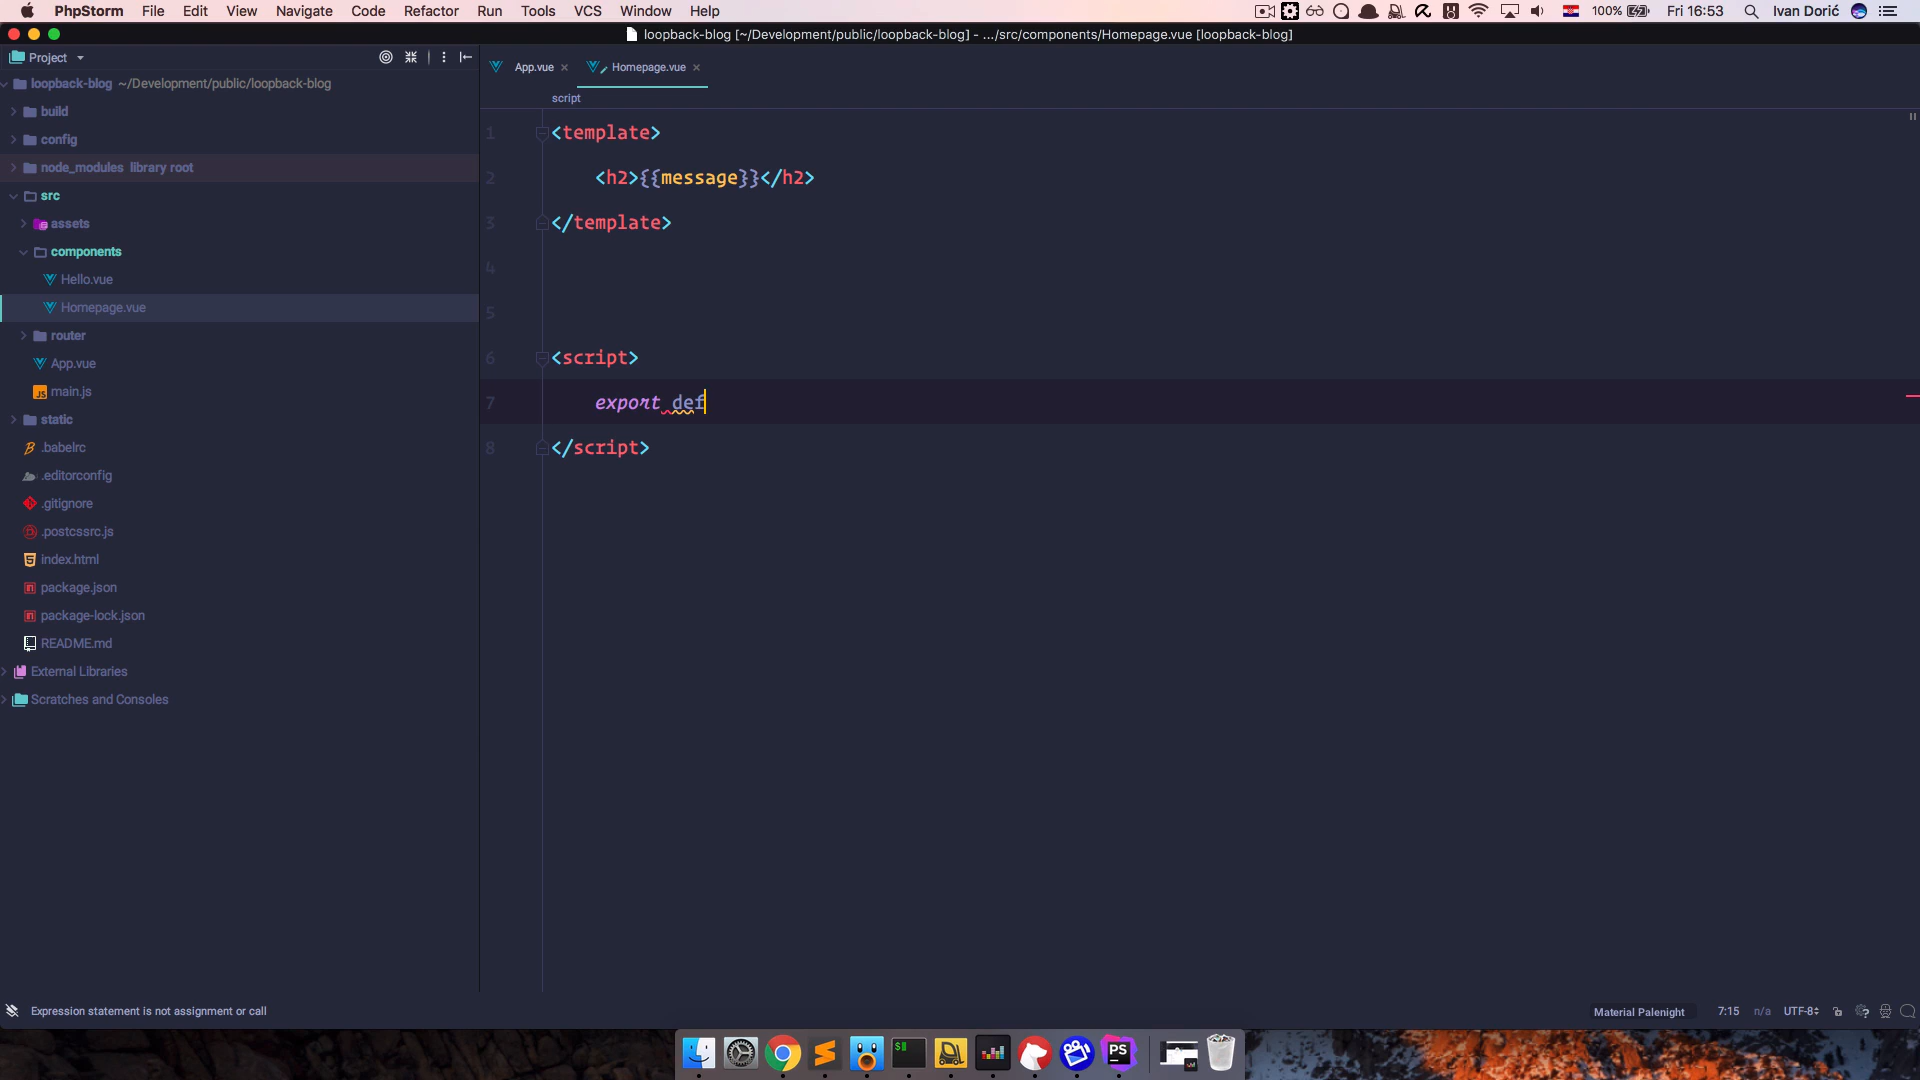 PhpStorm File Edit View Navigate Code Refactor Run Tools VCS Window Help 100% Fri 16:53 Ivan Dorić
loopback-blog [~/Development/public/loopback-blog] - .../src/components/Homepage.vue [loopback-blog]
Project
App.vue
Homepage.vue
script
loopback-blog ~/Development/public/loopback-blog
build
config
node_modules library root
src
assets
components
Hello.vue
Homepage.vue
router
App.vue
main.js
static
.babelrc
.editorconfig
.gitignore
.postcssrc.js
index.html
package.json
package-lock.json
README.md
External Libraries
Scratches and Consoles
1 <template>
2 <h2>{{message}}</h2>
3 </template>
4
5
6 <script>
7 export def
8 </script>
Expression statement is not assignment or call
Material Palenight 7:15 n/a UTF-8
PS